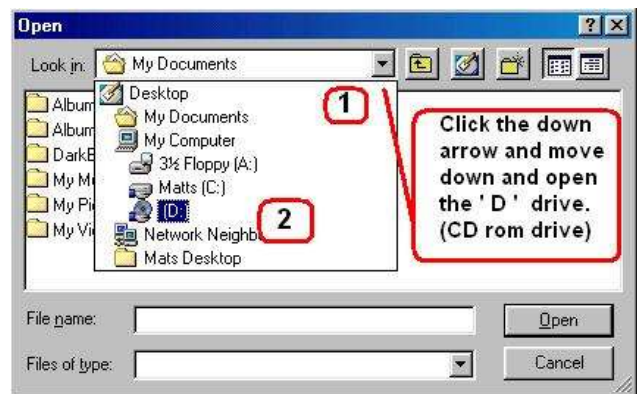 Open
Look in: My Documents
Desktop
My Documents
My Computer
3½ Floppy (A:)
Matts (C:)
(D:)
Network Neighb
Mats Desktop
Album
Album
DarkE
My M
My Pi
My Vi
1
2
Click the down
arrow and move
down and open
the ' D ' drive.
(CD rom drive)
File name:
Open
Files of type:
Cancel